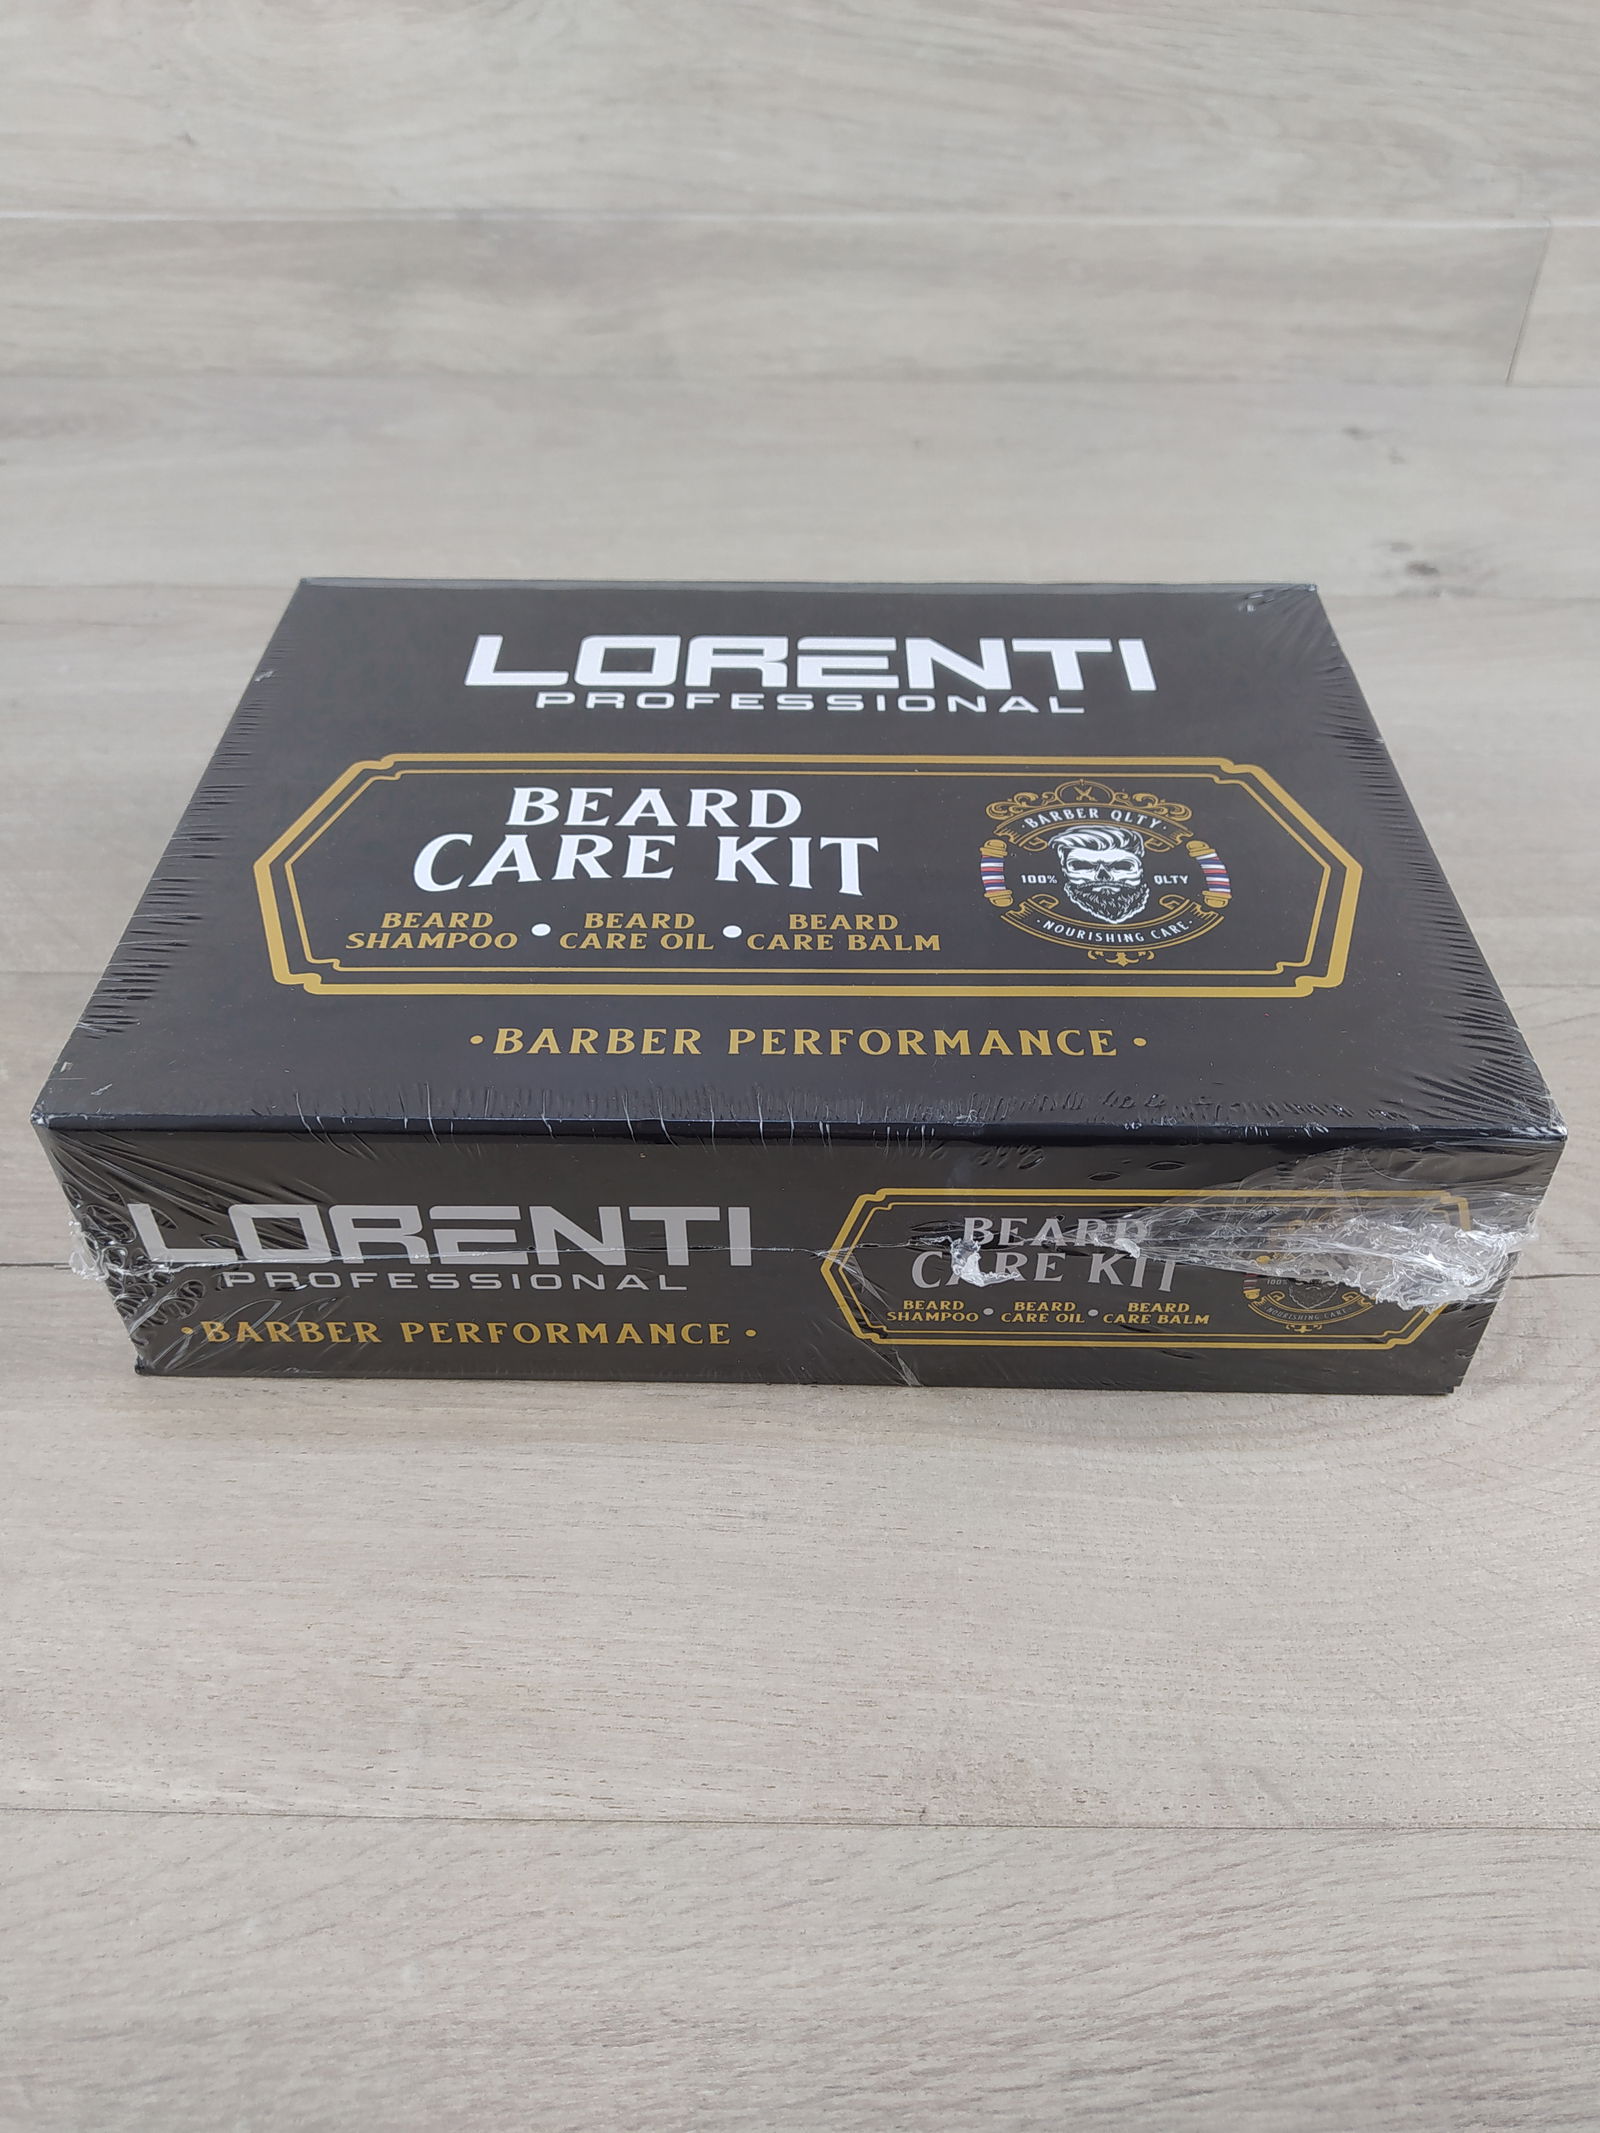 LORENTI
PROFESSIONAL
BEARD
CARE KIT
BEARD SHAMPOO • BEARD CARE OIL • BEARD CARE BALM
BARBER QLTY
100% QLTY
NOURISHING CARE
• BARBER PERFORMANCE •
LORENTI
PROFESSIONAL
• BARBER PERFORMANCE •
BEARD
CARE KIT
BEARD SHAMPOO • BEARD CARE OIL • BEARD CARE BALM
100%
NOURISHING CARE